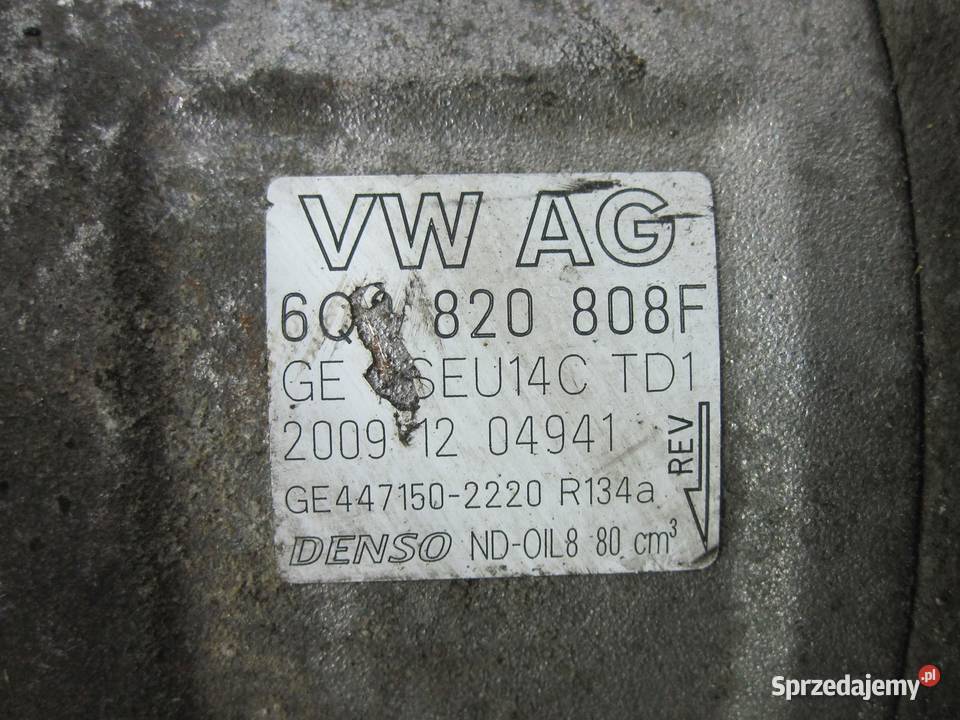 VW AG
820 808F
GE SEU14C TD1
2009 12 04941
GE447150-2220 R134a
DENSO ND-OIL8 80 cm³
REV
Sprzedajemy.pl